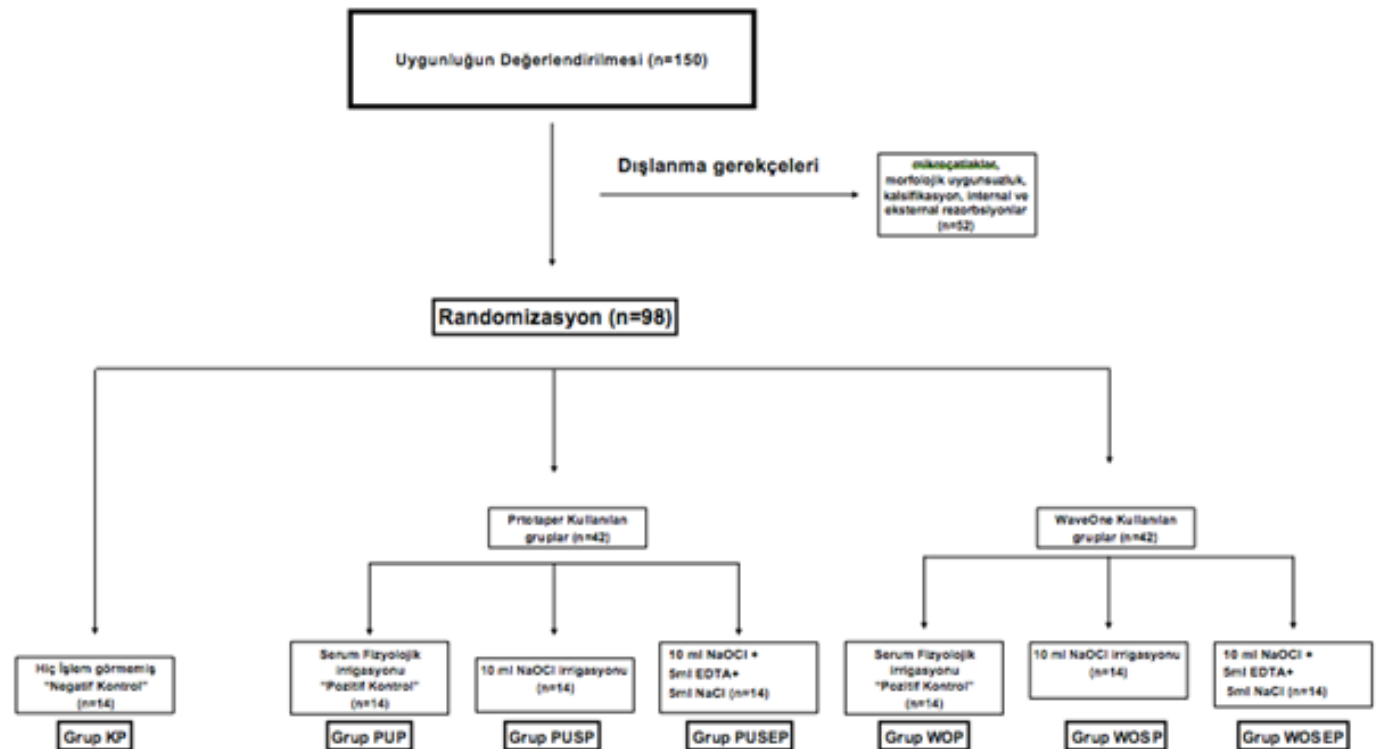 Uygunluğun Değerlendirilmesi (n=150)
Dışlanma gerekçeleri
mikroçatlaklar,
morfolojik uygunsuzluk,
kalsifikasyon, internal ve
eksternal rezorbsiyonlar
(n=52)
Randomizasyon (n=98)
Prtotaper Kullanılan
gruplar (n=42)
WaveOne Kullanılan
gruplar (n=42)
Hiç İşlem görmemiş
"Negatif Kontrol"
(n=14)
Grup KP
Serum Fizyolojik
irrigasyonu
"Pozitif Kontrol"
(n=14)
Grup PUP
10 ml NaOCl irrigasyonu
(n=14)
Grup PUSP
10 ml NaOCl +
5ml EDTA+
5ml NaCl (n=14)
Grup PUSEP
Serum Fizyolojik
irrigasyonu
"Pozitif Kontrol"
(n=14)
Grup WOP
10 ml NaOCl irrigasyonu
(n=14)
Grup WOSP
10 ml NaOCl +
5ml EDTA+
5ml NaCl (n=14)
Grup WOSEP